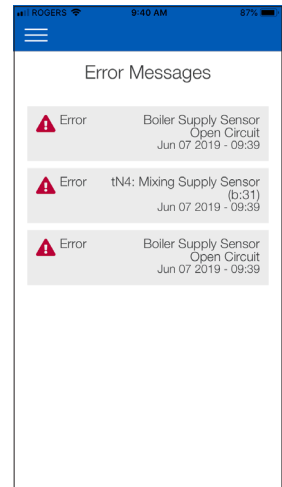 ROGERS 9:40 AM 87%
Error Messages
Error Boiler Supply Sensor
Open Circuit
Jun 07 2019 - 09:39
Error tN4: Mixing Supply Sensor
(b:31)
Jun 07 2019 - 09:39
Error Boiler Supply Sensor
Open Circuit
Jun 07 2019 - 09:39